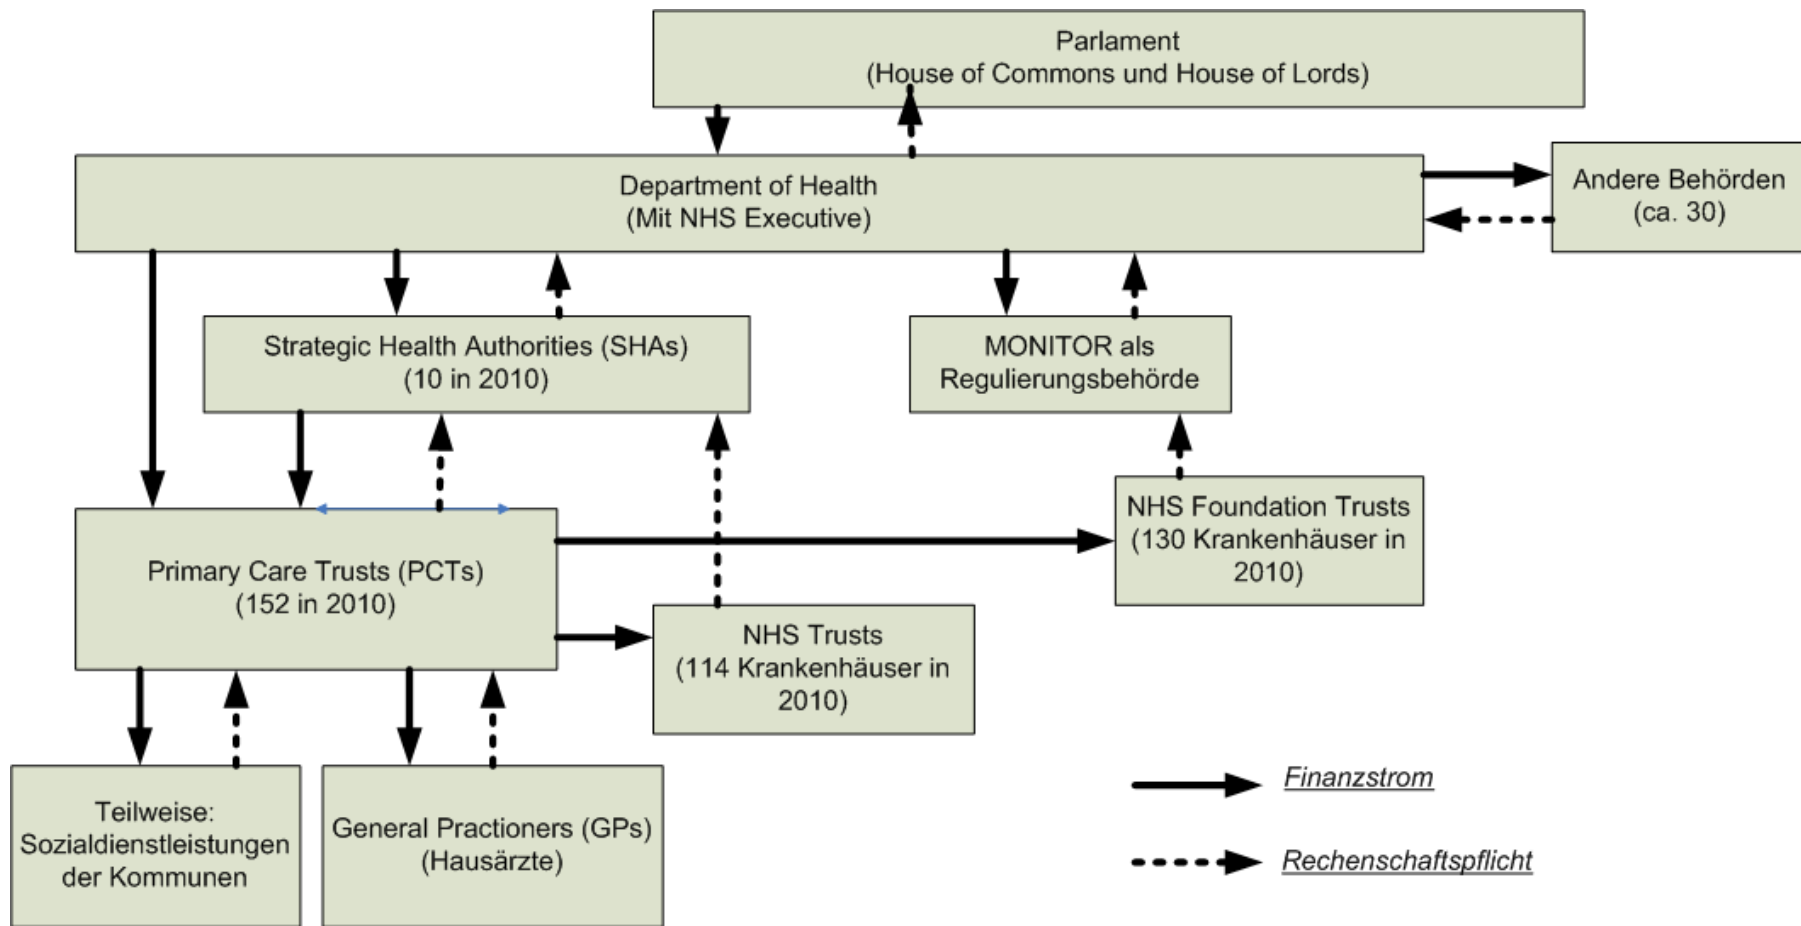 Parlament
(House of Commons und House of Lords)
Department of Health
(Mit NHS Executive)
Andere Behörden
(ca. 30)
Strategic Health Authorities (SHAs)
(10 in 2010)
MONITOR als
Regulierungsbehörde
Primary Care Trusts (PCTs)
(152 in 2010)
NHS Foundation Trusts
(130 Krankenhäuser in
2010)
NHS Trusts
(114 Krankenhäuser in
2010)
Teilweise:
Sozialdienstleistungen
der Kommunen
General Practioners (GPs)
(Hausärzte)
Finanzstrom
Rechenschaftspflicht